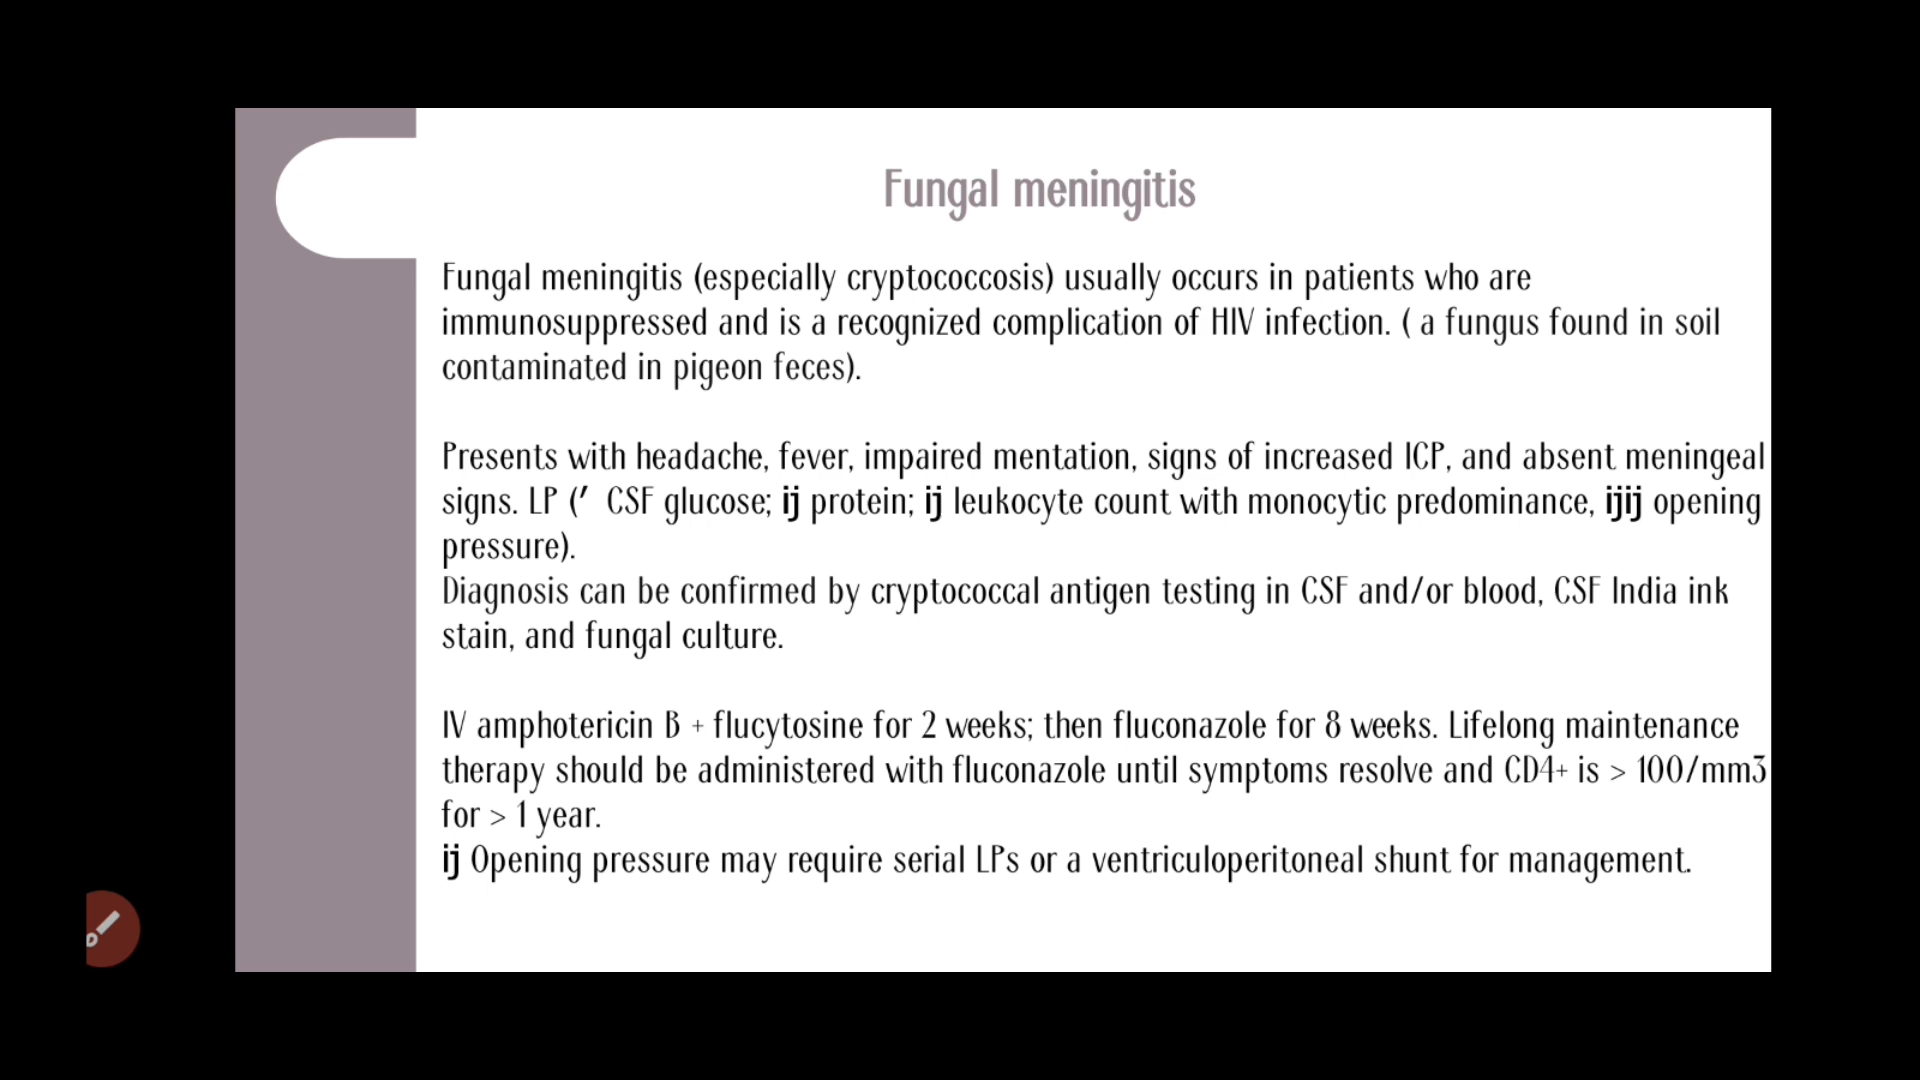 Fungal meningitis
Fungal meningitis (especially cryptococcosis) usually occurs in patients who are
immunosuppressed and is a recognized complication of HIV infection. ( a fungus found in soil
contaminated in pigeon feces).
Presents with headache, fever, impaired mentation, signs of increased ICP, and absent meningeal
signs. LP (′ CSF glucose; ij protein; ij leukocyte count with monocytic predominance, ijij opening
pressure).
Diagnosis can be confirmed by cryptococcal antigen testing in CSF and/or blood, CSF India ink
stain, and fungal culture.
IV amphotericin B + flucytosine for 2 weeks; then fluconazole for 8 weeks. Lifelong maintenance
therapy should be administered with fluconazole until symptoms resolve and CD4+ is > 100/mm3
for > 1 year.
ij Opening pressure may require serial LPs or a ventriculoperitoneal shunt for management.